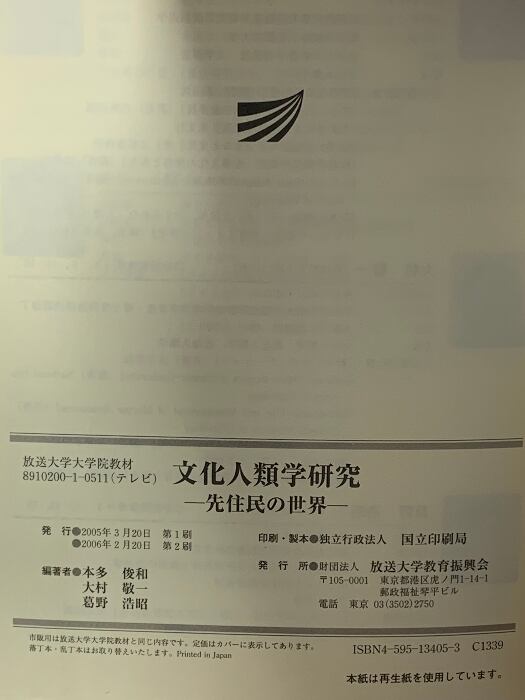 放送大学大学院教材
8910200-1-0511(テレビ)
文化人類学研究
―先住民の世界―
発 行●2005年3月20日 第1刷
●2006年2月20日 第2刷
編著者●本多 俊和
大村 敬一
葛野 浩昭
印刷・製本●独立行政法人 国立印刷局
発 行 所●財団法人 放送大学教育振興会
〒105-0001 東京都港区虎ノ門1-14-1
郵政福祉琴平ビル
電話 東京 03(3502)2750
市販用は放送大学大学院教材と同じ内容です。定価はカバーに表示してあります。
落丁本・乱丁本はお取り替えいたします。Printed in Japan
ISBN4-595-13405-3 C1339
本紙は再生紙を使用しています。